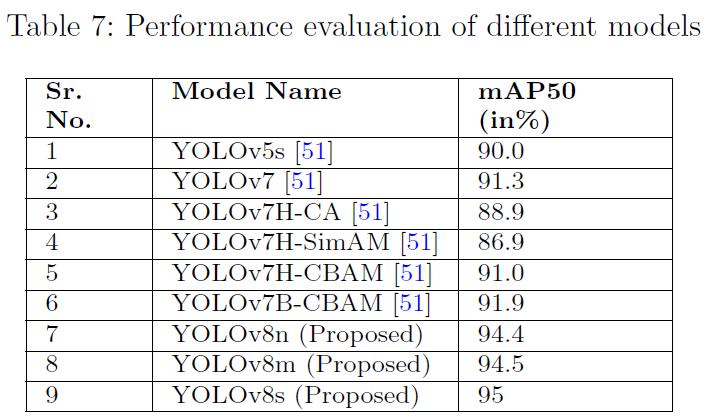 Table 7: Performance evaluation of different models
Sr. No. Model Name mAP50 (in%)
1 YOLOv5s [51] 90.0
2 YOLOv7 [51] 91.3
3 YOLOv7H-CA [51] 88.9
4 YOLOv7H-SimAM [51] 86.9
5 YOLOv7H-CBAM [51] 91.0
6 YOLOv7B-CBAM [51] 91.9
7 YOLOv8n (Proposed) 94.4
8 YOLOv8m (Proposed) 94.5
9 YOLOv8s (Proposed) 95